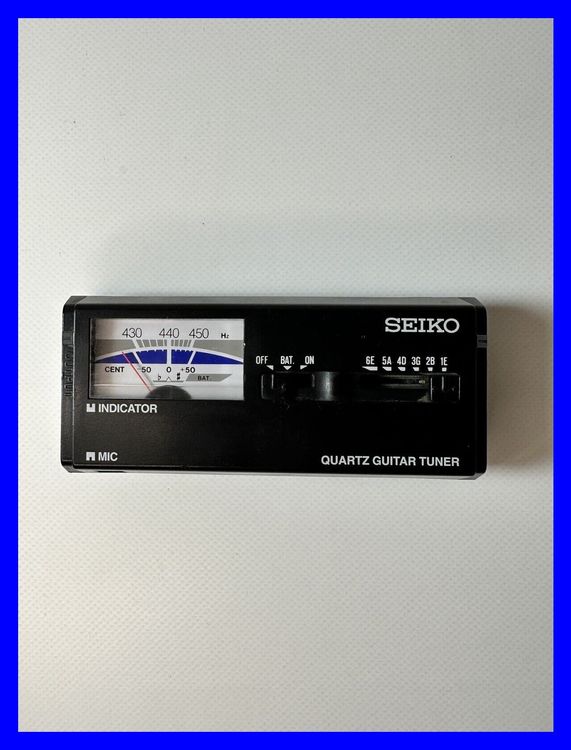 SEIKO
430 440 450 Hz
CENT 50 0 +50
♭ ♯ BAT.
OFF BAT. ON 6E 5A 4D 3G 2B 1E
INDICATOR
MIC
QUARTZ GUITAR TUNER